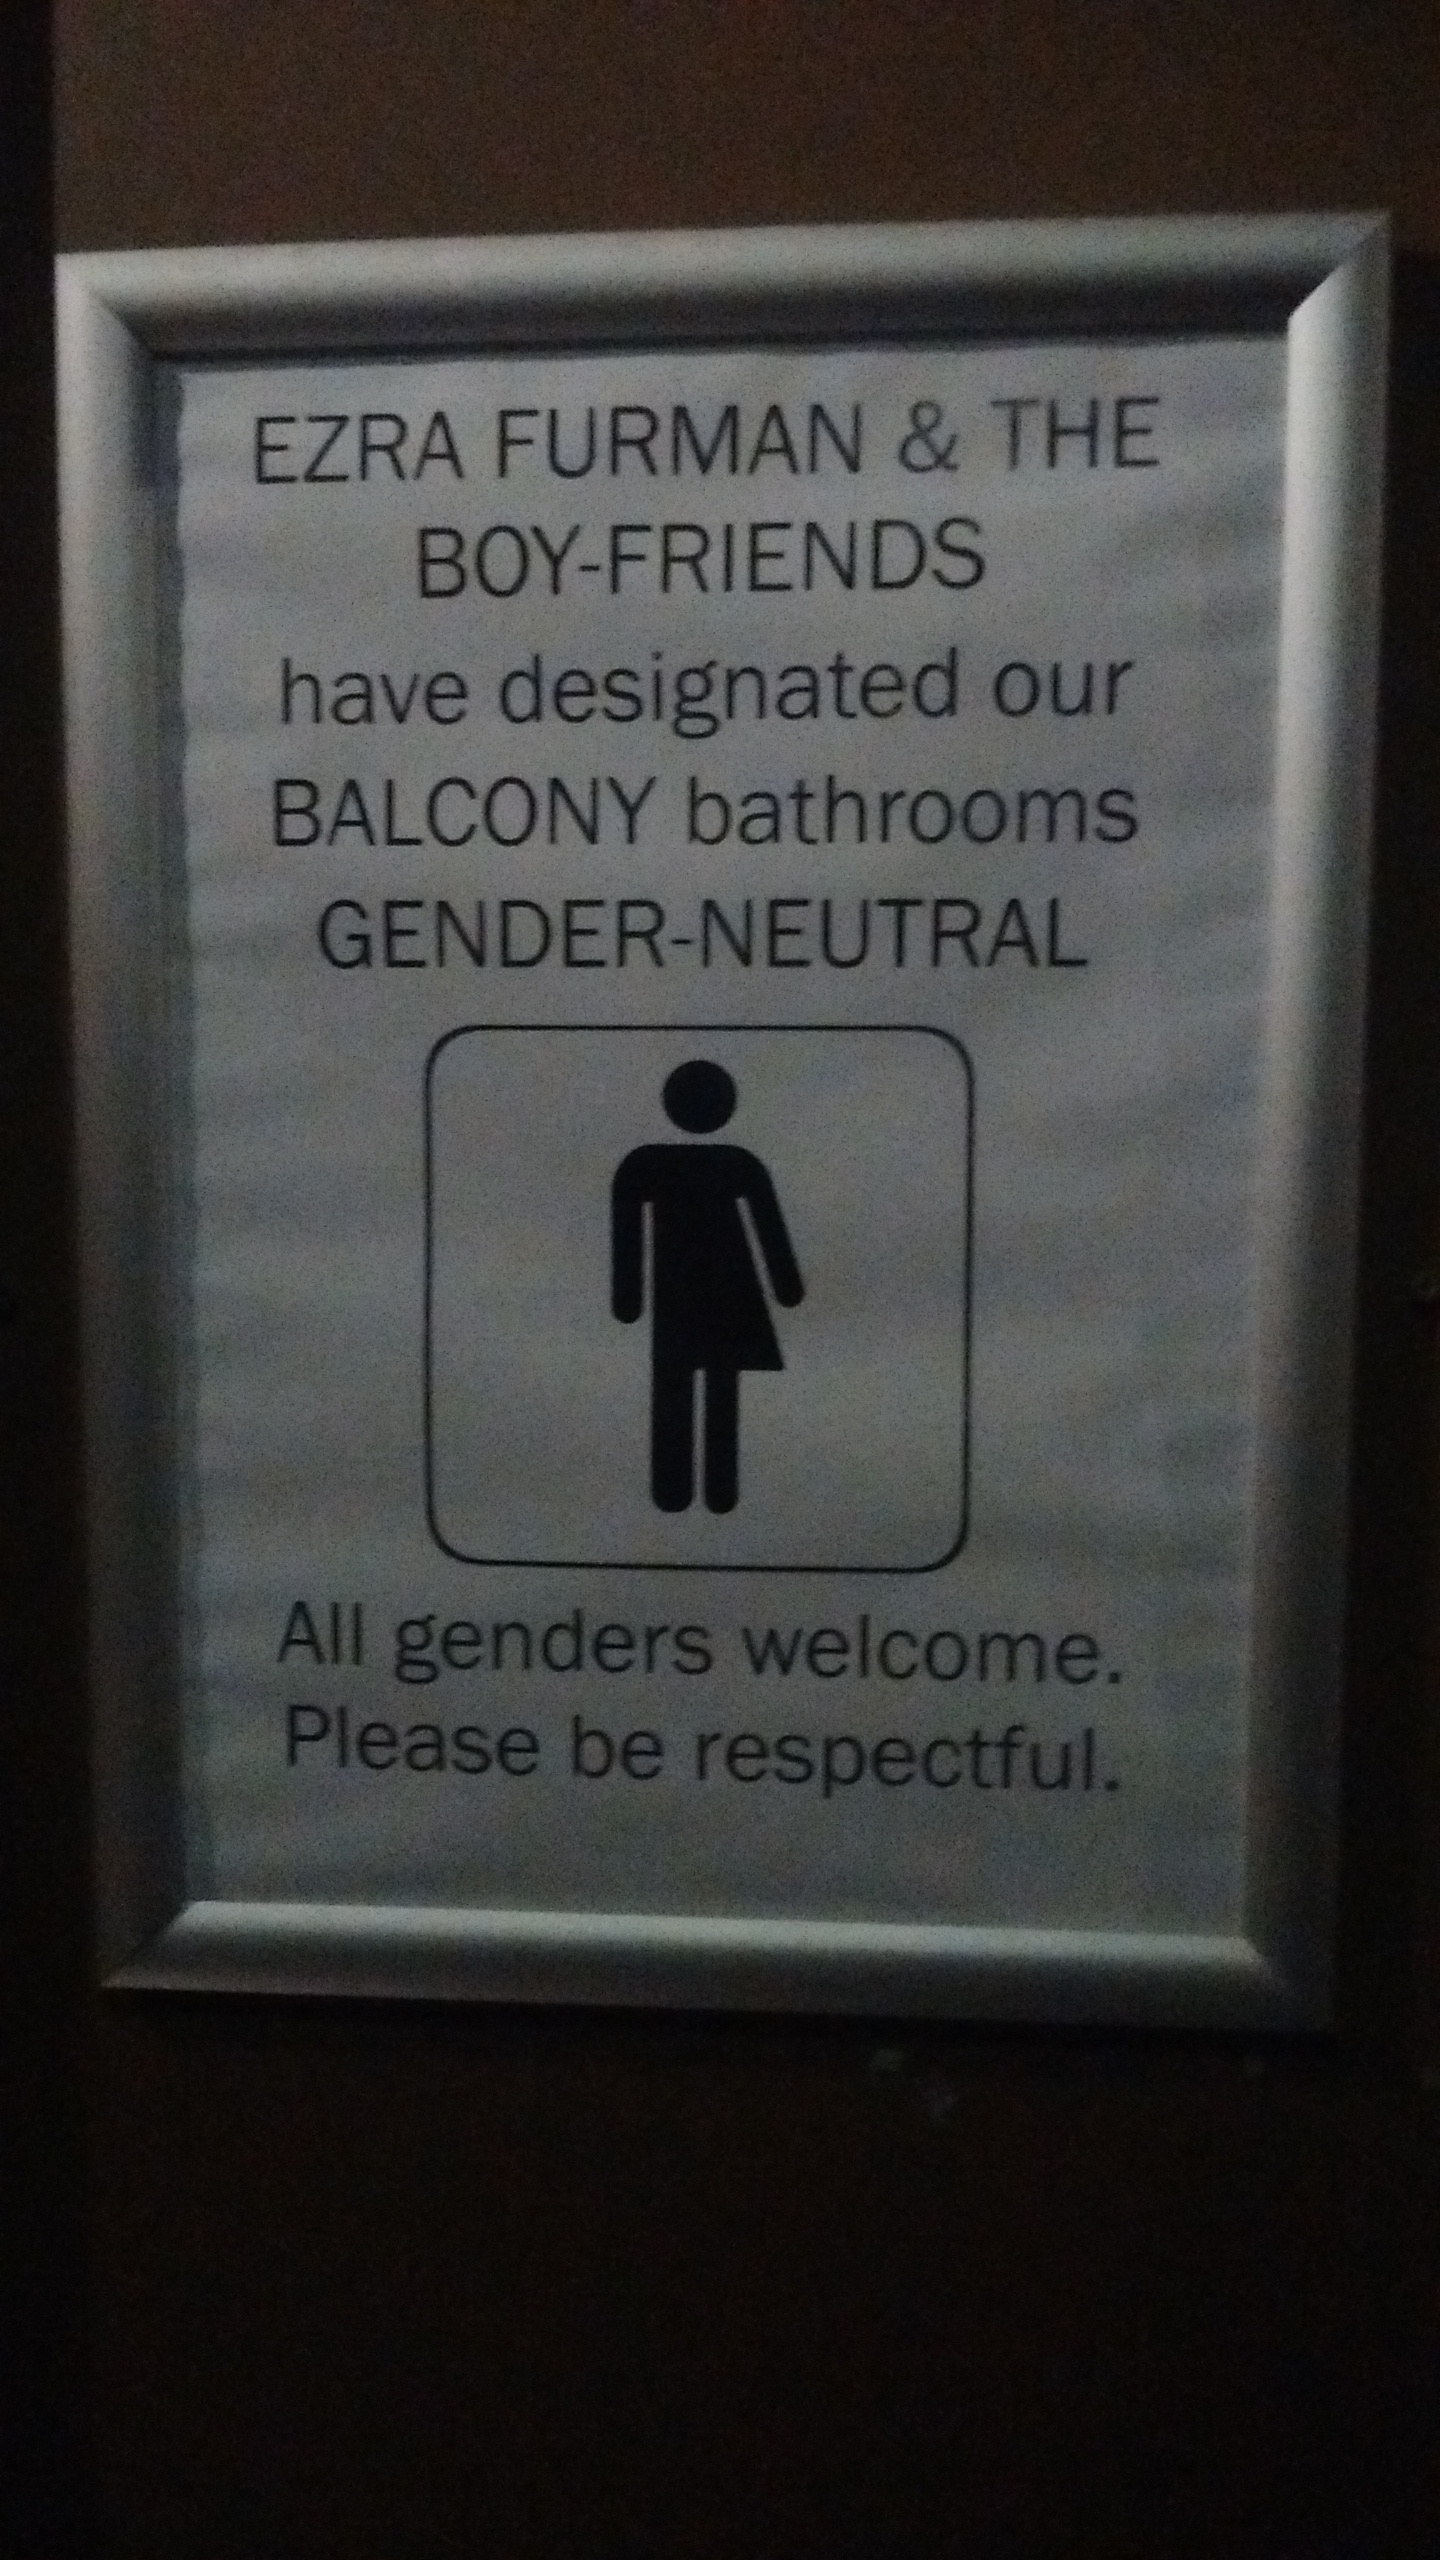 EZRA FURMAN & THE
BOY-FRIENDS
have designated our
BALCONY bathrooms
GENDER-NEUTRAL
All genders welcome.
Please be respectful.